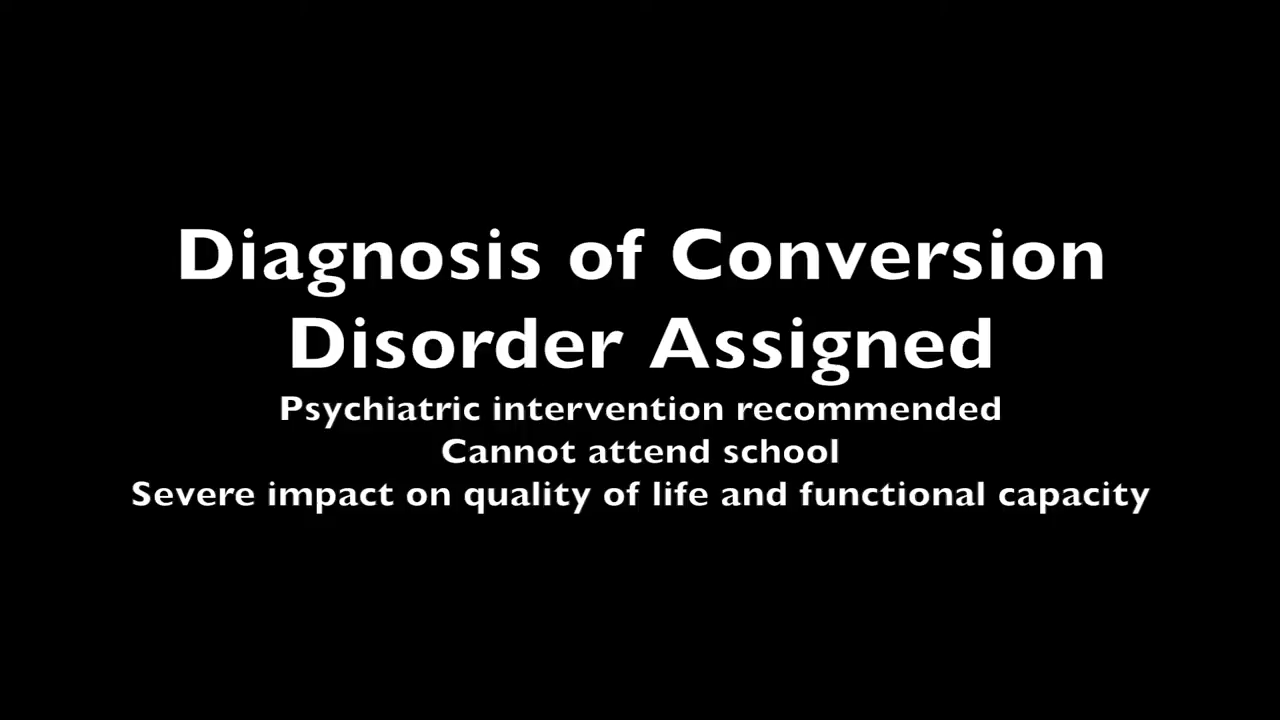 Diagnosis of Conversion
Disorder Assigned
Psychiatric intervention recommended
Cannot attend school
Severe impact on quality of life and functional capacity